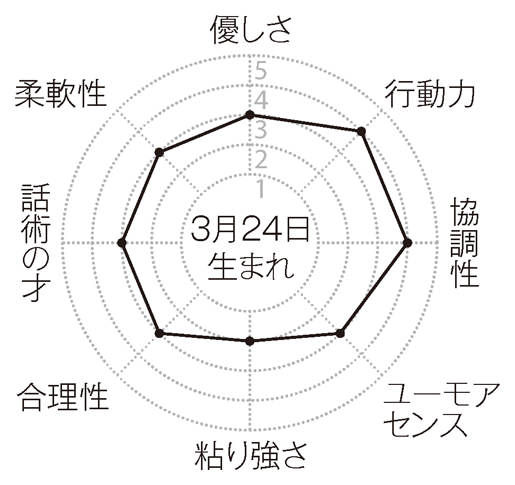 優しさ
柔軟性
行動力
5
4
3
2
1
話術の才
3月24日
生まれ
協調性
合理性
ユーモア
センス
粘り強さ